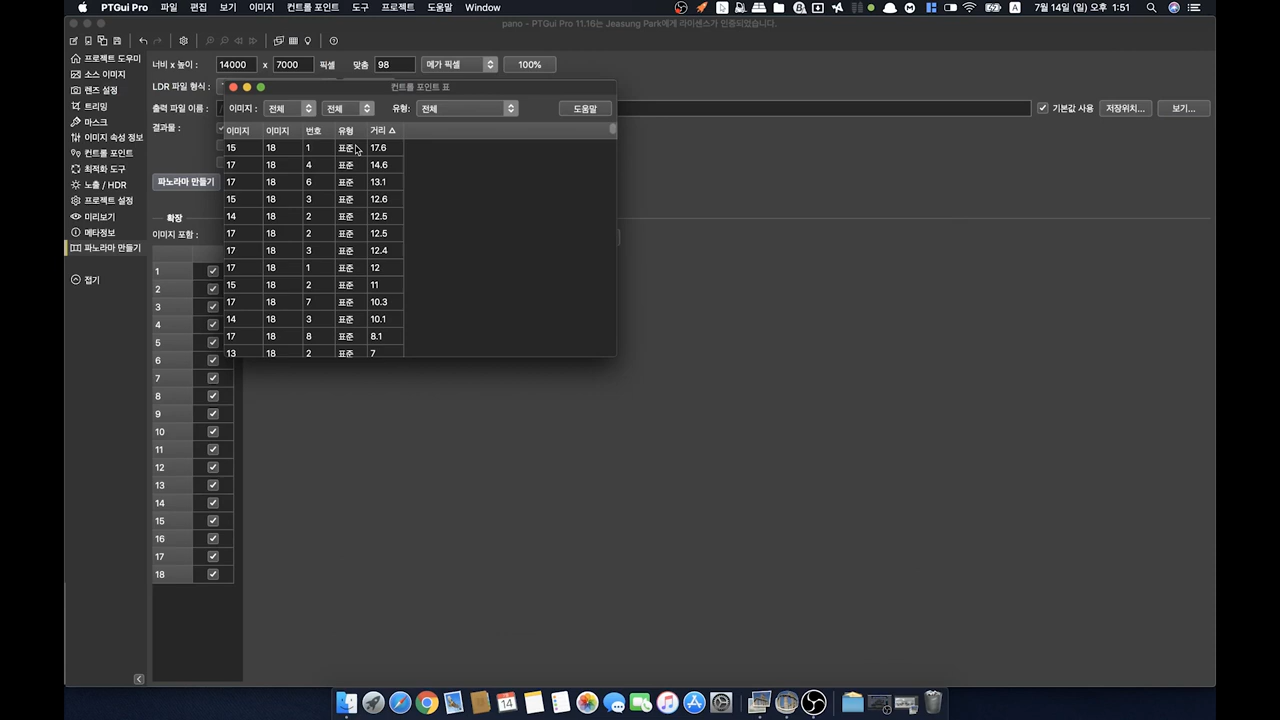 PTGui Pro 파일 편집 보기 이미지 컨트롤 포인트 도구 프로젝트 도움말 Window 7월 14일 (일) 오후 1:51
pano - PTGui Pro 11.16는 Jeasung Park에게 라이센스가 인증되었습니다.
프로젝트 도우미
소스 이미지
렌즈 설정
트리밍
마스크
이미지 속성 정보
컨트롤 포인트
최적화 도구
노출 / HDR
프로젝트 설정
미리보기
메타정보
파노라마 만들기
접기
너비 x 높이 : 14000 x 7000 픽셀 맞춤 98 메가 픽셀 100%
LDR 파일 형식 :
출력 파일 이름 : / 기본값 사용 저장위치... 보기...
결과물 :
파노라마 만들기
확장
이미지 포함 :
1
2
3
4
5
6
7
8
9
10
11
12
13
14
15
16
17
18
컨트롤 포인트 표
이미지 : 전체 전체 유형: 전체 도움말
이미지 이미지 번호 유형 거리 △
15 18 1 표준 17.6
17 18 4 표준 14.6
17 18 6 표준 13.1
15 18 3 표준 12.6
14 18 2 표준 12.5
17 18 2 표준 12.5
17 18 3 표준 12.4
17 18 1 표준 12
15 18 2 표준 11
17 18 7 표준 10.3
14 18 3 표준 10.1
17 18 8 표준 8.1
13 18 2 표준 7
14